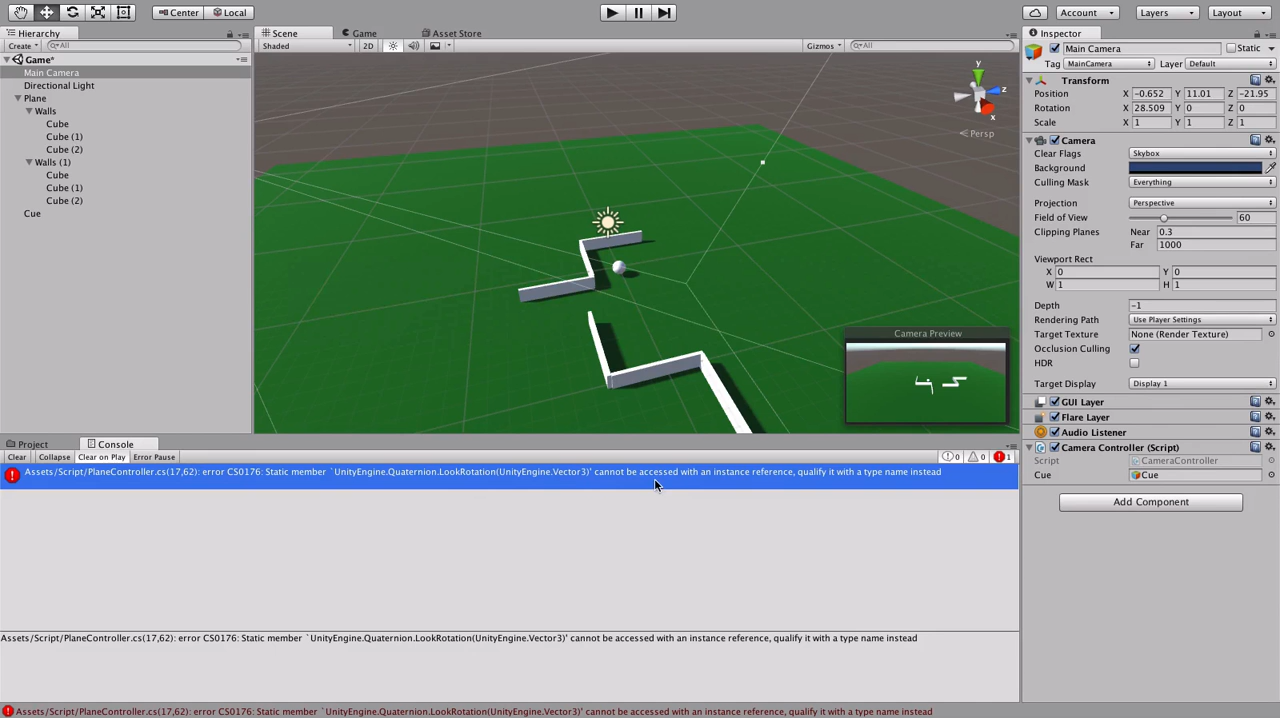 Center Local
Account Layers Layout
Hierarchy
Create All
Game*
Main Camera
Directional Light
Plane
Walls
Cube
Cube (1)
Cube (2)
Walls (1)
Cube
Cube (1)
Cube (2)
Cue
Scene Game Asset Store
Shaded 2D Gizmos All
y
z
x
Persp
Camera Preview
Inspector
Main Camera Static
Tag MainCamera Layer Default
Transform
Position X -0.652 Y 11.01 Z -21.95
Rotation X 28.509 Y 0 Z 0
Scale X 1 Y 1 Z 1
Camera
Clear Flags Skybox
Background
Culling Mask Everything
Projection Perspective
Field of View 60
Clipping Planes Near 0.3
Far 1000
Viewport Rect
X 0 Y 0
W 1 H 1
Depth -1
Rendering Path Use Player Settings
Target Texture None (Render Texture)
Occlusion Culling
HDR
Target Display Display 1
GUI Layer
Flare Layer
Audio Listener
Camera Controller (Script)
Script CameraController
Cue Cue
Add Component
Project Console
Clear Collapse Clear on Play Error Pause 0 0 1
Assets/Script/PlaneController.cs(17,62): error CS0176: Static member `UnityEngine.Quaternion.LookRotation(UnityEngine.Vector3)' cannot be accessed with an instance reference, qualify it with a type name instead
Assets/Script/PlaneController.cs(17,62): error CS0176: Static member `UnityEngine.Quaternion.LookRotation(UnityEngine.Vector3)' cannot be accessed with an instance reference, qualify it with a type name instead
Assets/Script/PlaneController.cs(17,62): error CS0176: Static member `UnityEngine.Quaternion.LookRotation(UnityEngine.Vector3)' cannot be accessed with an instance reference, qualify it with a type name instead